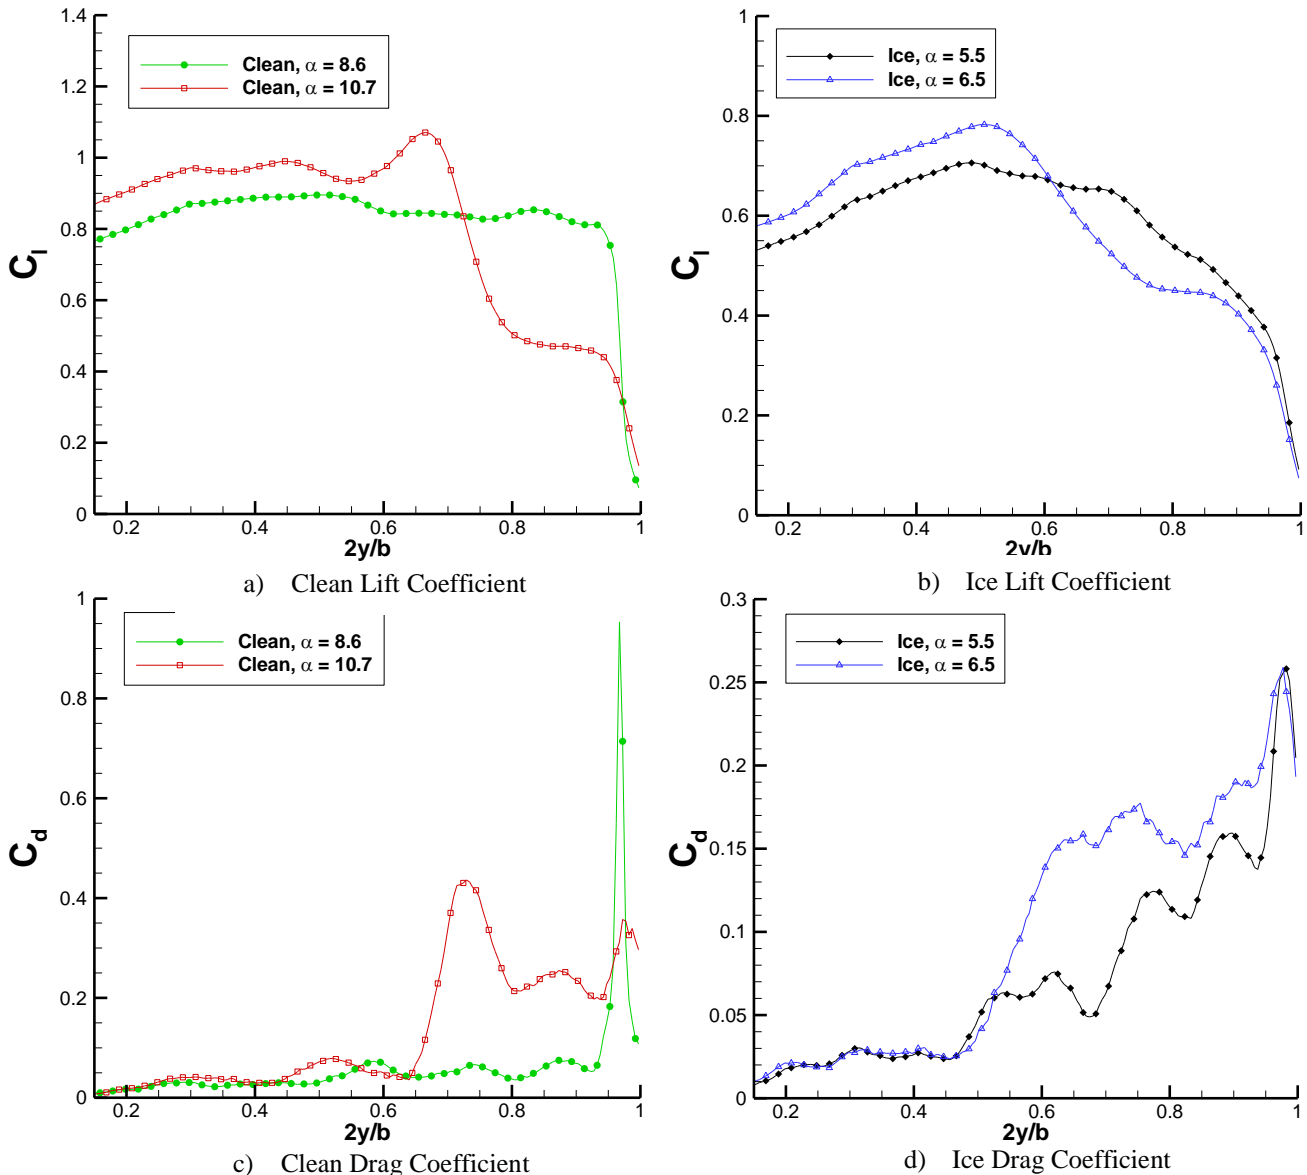 1.4
1.2
1
0.8
0.6
0.4
0.2
0
Cl
Clean, α = 8.6
Clean, α = 10.7
0.2 0.4 0.6 0.8 1
2y/b
a) Clean Lift Coefficient
1
0.8
0.6
0.4
0.2
0
Cl
Ice, α = 5.5
Ice, α = 6.5
0.2 0.4 0.6 0.8 1
2y/b
b) Ice Lift Coefficient
1
0.8
0.6
0.4
0.2
0
Cd
Clean, α = 8.6
Clean, α = 10.7
0.2 0.4 0.6 0.8 1
2y/b
c) Clean Drag Coefficient
0.3
0.25
0.2
0.15
0.1
0.05
0
Cd
Ice, α = 5.5
Ice, α = 6.5
0.2 0.4 0.6 0.8 1
2y/b
d) Ice Drag Coefficient